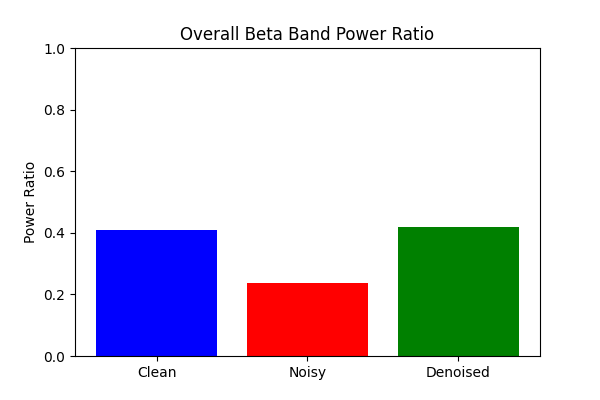 Overall Beta Band Power Ratio
1.0
0.8
0.6
0.4
0.2
0.0
Power Ratio
Clean
Noisy
Denoised